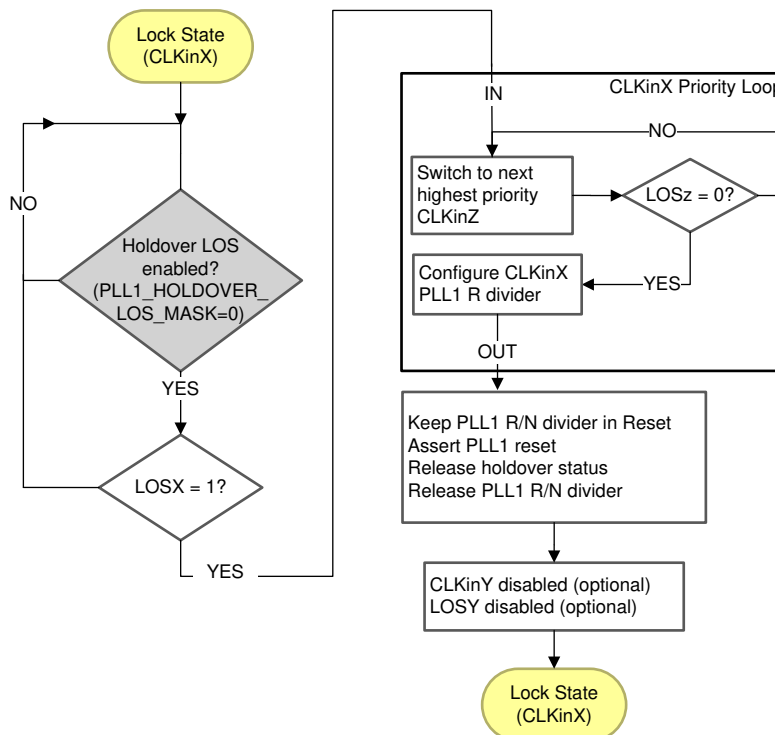 Lock State
(CLKinX)
NO
Holdover LOS
enabled?
(PLL1_HOLDOVER_
LOS_MASK=0)
YES
LOSX = 1?
YES
IN
CLKinX Priority Loop
NO
Switch to next
highest priority
CLKinZ
LOSz = 0?
YES
Configure CLKinX
PLL1 R divider
OUT
Keep PLL1 R/N divider in Reset
Assert PLL1 reset
Release holdover status
Release PLL1 R/N divider
CLKinY disabled (optional)
LOSY disabled (optional)
Lock State
(CLKinX)